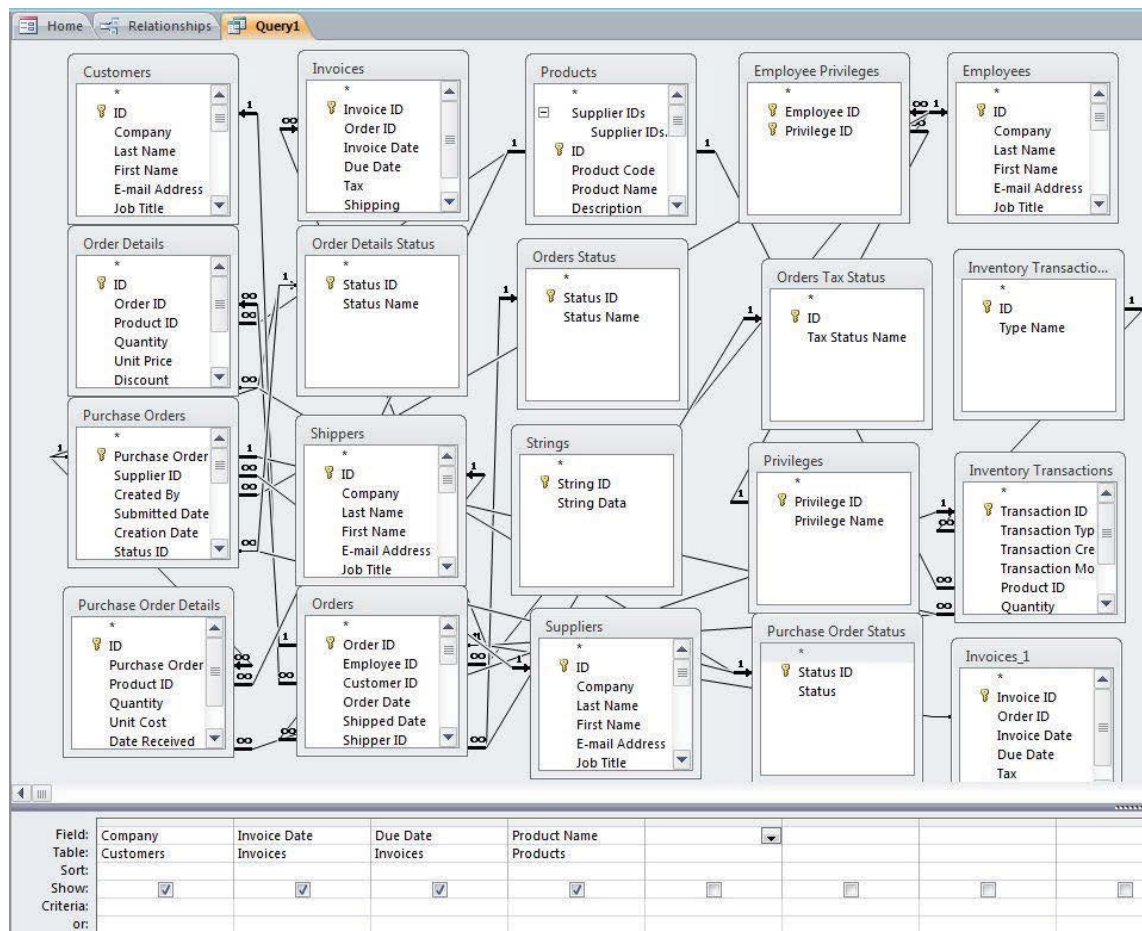 Home Relationships Query1
Customers
*
ID
Company
Last Name
First Name
E-mail Address
Job Title
Invoices
*
Invoice ID
Order ID
Invoice Date
Due Date
Tax
Shipping
Products
*
Supplier IDs
Supplier IDs.
ID
Product Code
Product Name
Description
Employee Privileges
*
Employee ID
Privilege ID
Employees
*
ID
Company
Last Name
First Name
E-mail Address
Job Title
Order Details
*
ID
Order ID
Product ID
Quantity
Unit Price
Discount
Order Details Status
*
Status ID
Status Name
Orders Status
*
Status ID
Status Name
Orders Tax Status
*
ID
Tax Status Name
Inventory Transactio...
*
ID
Type Name
Purchase Orders
*
Purchase Order
Supplier ID
Created By
Submitted Date
Creation Date
Status ID
Shippers
*
ID
Company
Last Name
First Name
E-mail Address
Job Title
Strings
*
String ID
String Data
Privileges
*
Privilege ID
Privilege Name
Inventory Transactions
*
Transaction ID
Transaction Typ
Transaction Cre
Transaction Mo
Product ID
Quantity
Purchase Order Details
*
ID
Purchase Order
Product ID
Quantity
Unit Cost
Date Received
Orders
*
Order ID
Employee ID
Customer ID
Order Date
Shipped Date
Shipper ID
Suppliers
*
ID
Company
Last Name
First Name
E-mail Address
Job Title
Purchase Order Status
*
Status ID
Status
Invoices_1
*
Invoice ID
Order ID
Invoice Date
Due Date
Tax
Field: Company Invoice Date Due Date Product Name
Table: Customers Invoices Invoices Products
Sort:
Show:
Criteria:
or: